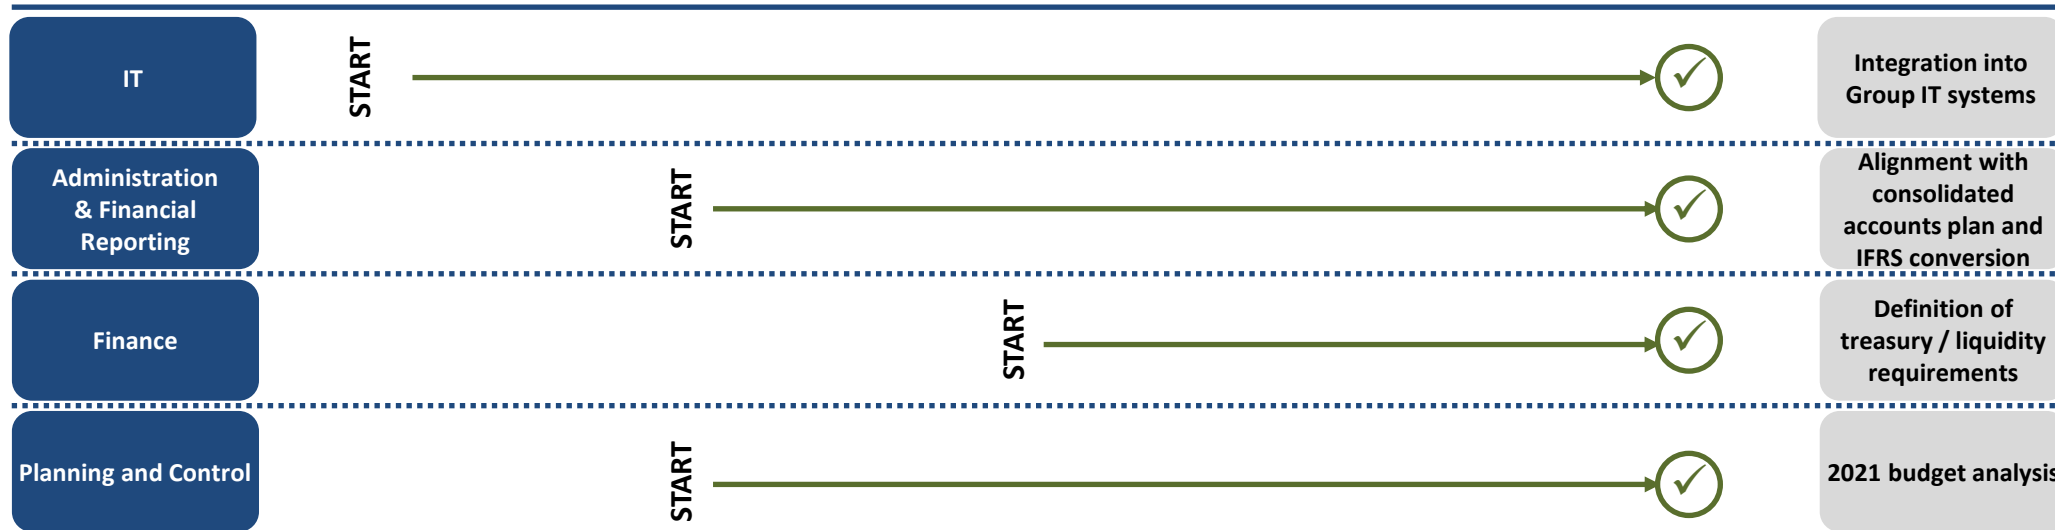 IT
START
Integration into
Group IT systems
Administration
& Financial
Reporting
START
Alignment with
consolidated
accounts plan and
IFRS conversion
Finance
START
Definition of
treasury / liquidity
requirements
Planning and Control
START
2021 budget analysis